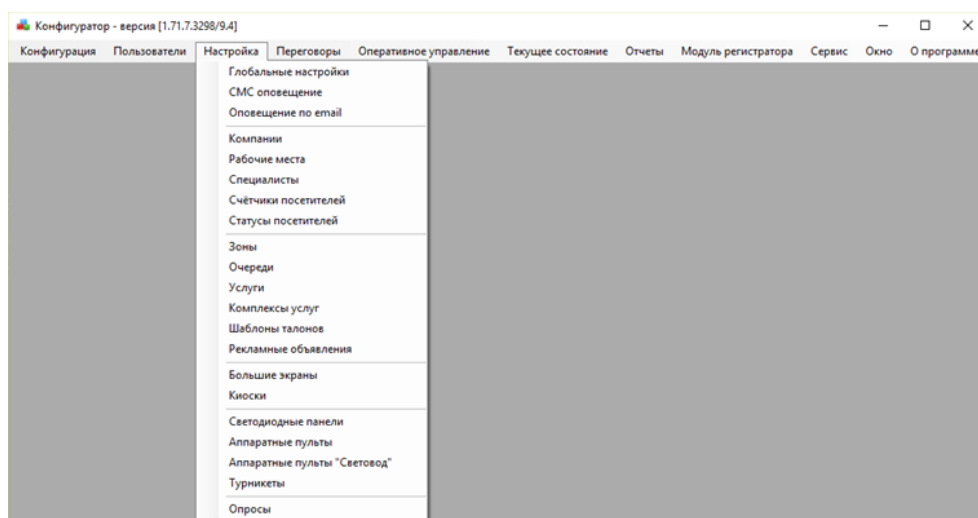 Конфигуратор - версия [1.71.7.3298/9.4]
Конфигурация Пользователи Настройка Переговоры Оперативное управление Текущее состояние Отчеты Модуль регистратора Сервис Окно О программе
Глобальные настройки
СМС оповещение
Оповещение по email
Компании
Рабочие места
Специалисты
Счётчики посетителей
Статусы посетителей
Зоны
Очереди
Услуги
Комплексы услуг
Шаблоны талонов
Рекламные объявления
Большие экраны
Киоски
Светодиодные панели
Аппаратные пульты
Аппаратные пульты "Световод"
Турникеты
Опросы